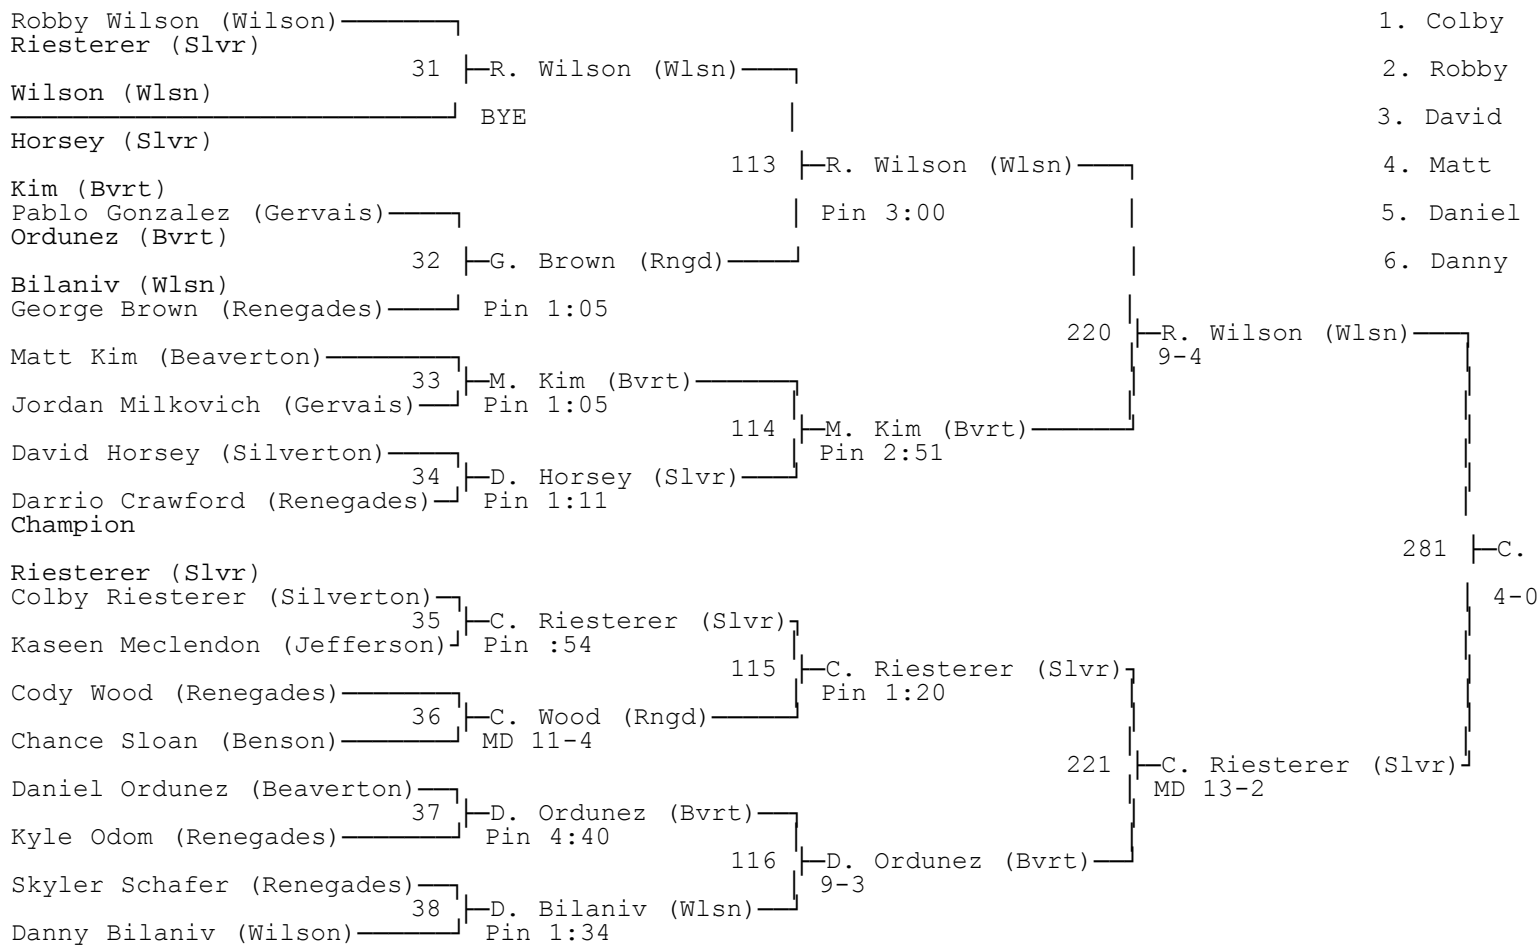 Robby Wilson (Wilson) 1. Colby
Riesterer (Slvr)
31 R. Wilson (Wlsn) 2. Robby
Wilson (Wlsn)
BYE 3. David
Horsey (Slvr)
113 R. Wilson (Wlsn) 4. Matt
Kim (Bvrt)
Pablo Gonzalez (Gervais) Pin 3:00 5. Daniel
Ordunez (Bvrt)
32 G. Brown (Rngd) 6. Danny
Bilaniv (Wlsn)
George Brown (Renegades) Pin 1:05
220 R. Wilson (Wlsn)
Matt Kim (Beaverton) 9-4
33 M. Kim (Bvrt)
Jordan Milkovich (Gervais) Pin 1:05
114 M. Kim (Bvrt)
David Horsey (Silverton) Pin 2:51
34 D. Horsey (Slvr)
Darrio Crawford (Renegades) Pin 1:11
Champion
281 C.
Riesterer (Slvr)
Colby Riesterer (Silverton) 4-0
35 C. Riesterer (Slvr)
Kaseen Meclendon (Jefferson) Pin :54
115 C. Riesterer (Slvr)
Cody Wood (Renegades) Pin 1:20
36 C. Wood (Rngd)
Chance Sloan (Benson) MD 11-4
221 C. Riesterer (Slvr)
Daniel Ordunez (Beaverton) MD 13-2
37 D. Ordunez (Bvrt)
Kyle Odom (Renegades) Pin 4:40
116 D. Ordunez (Bvrt)
Skyler Schafer (Renegades) 9-3
38 D. Bilaniv (Wlsn)
Danny Bilaniv (Wilson) Pin 1:34